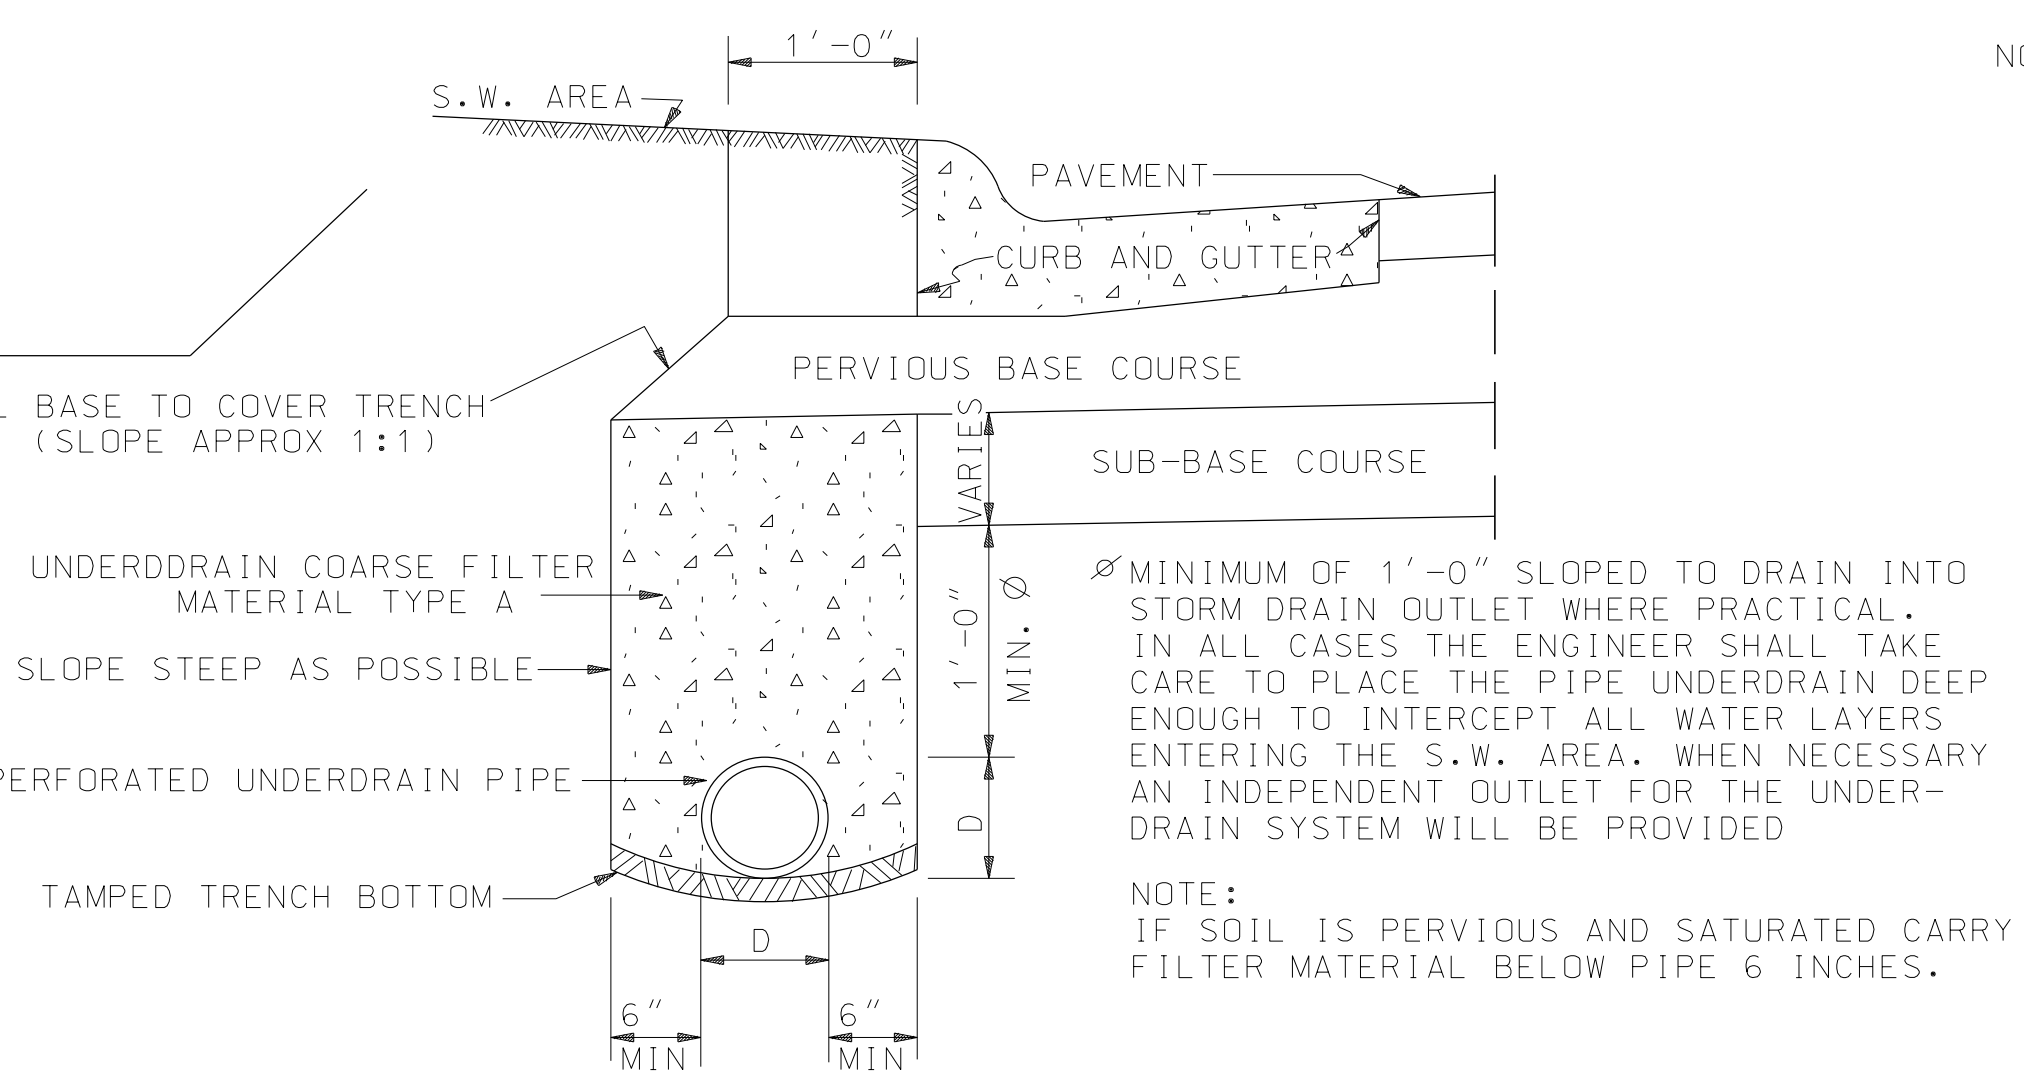 1'-0"
NO
S.W. AREA
PAVEMENT
CURB AND GUTTER
PERVIOUS BASE COURSE
BASE TO COVER TRENCH
(SLOPE APPROX 1:1)
VARIES
SUB-BASE COURSE
UNDERDDRAIN COARSE FILTER
MATERIAL TYPE A
SLOPE STEEP AS POSSIBLE
PERFORATED UNDERDRAIN PIPE
TAMPED TRENCH BOTTOM
1'-0"
MIN. Ø
D
D
6"
MIN
6"
MIN
Ø MINIMUM OF 1'-0" SLOPED TO DRAIN INTO
STORM DRAIN OUTLET WHERE PRACTICAL.
IN ALL CASES THE ENGINEER SHALL TAKE
CARE TO PLACE THE PIPE UNDERDRAIN DEEP
ENOUGH TO INTERCEPT ALL WATER LAYERS
ENTERING THE S.W. AREA. WHEN NECESSARY
AN INDEPENDENT OUTLET FOR THE UNDER-
DRAIN SYSTEM WILL BE PROVIDED
NOTE:
IF SOIL IS PERVIOUS AND SATURATED CARRY
FILTER MATERIAL BELOW PIPE 6 INCHES.